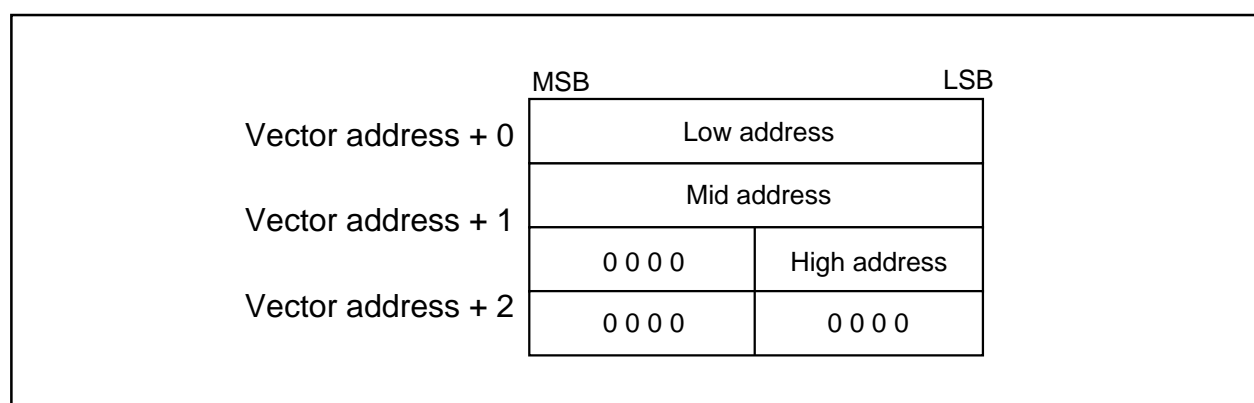 MSB LSB
Vector address + 0 Low address
Mid address
Vector address + 1
0 0 0 0 High address
Vector address + 2
0 0 0 0 0 0 0 0